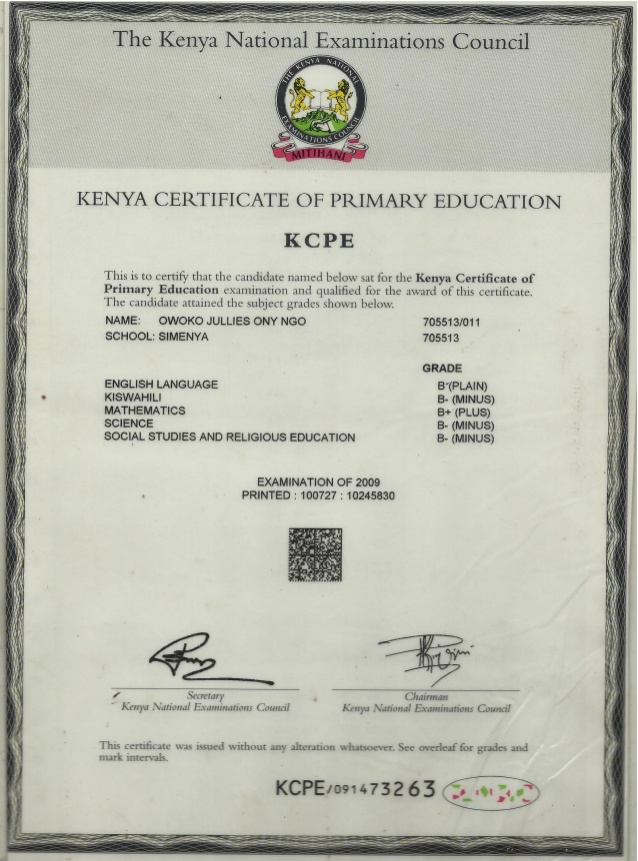 The Kenya National Examinations Council
THE KENYA NATIONAL
EXAMINATIONS COUNCIL
MITIHANI
KENYA CERTIFICATE OF PRIMARY EDUCATION
KCPE
This is to certify that the candidate named below sat for the Kenya Certificate of
Primary Education examination and qualified for the award of this certificate.
The candidate attained the subject grades shown below.
NAME: OWOKO JULLIES ONY NGO 705513/011
SCHOOL: SIMENYA 705513
GRADE
ENGLISH LANGUAGE B (PLAIN)
KISWAHILI B- (MINUS)
MATHEMATICS B+ (PLUS)
SCIENCE B- (MINUS)
SOCIAL STUDIES AND RELIGIOUS EDUCATION B- (MINUS)
EXAMINATION OF 2009
PRINTED : 100727 : 10245830
Secretary
Kenya National Examinations Council
Chairman
Kenya National Examinations Council
This certificate was issued without any alteration whatsoever. See overleaf for grades and
mark intervals.
KCPE/091473263